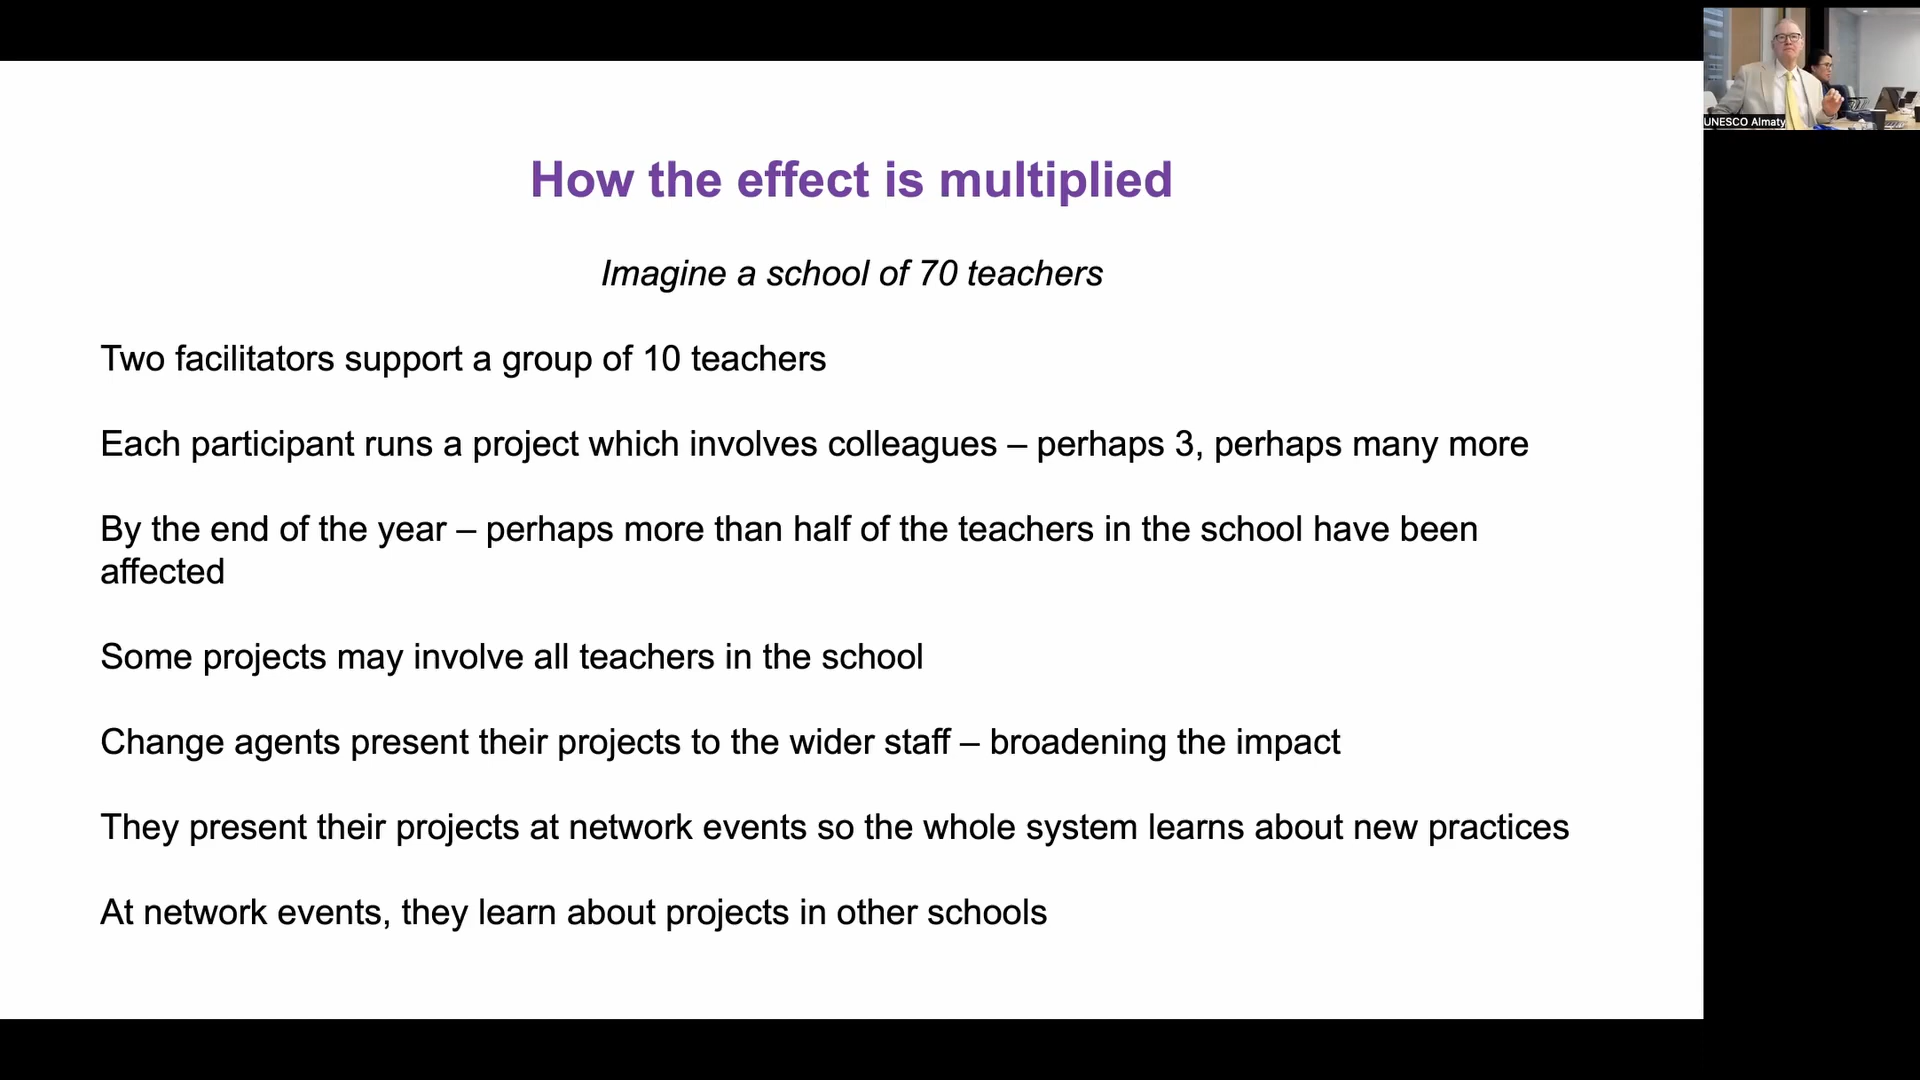 How the effect is multiplied
Imagine a school of 70 teachers
Two facilitators support a group of 10 teachers
Each participant runs a project which involves colleagues – perhaps 3, perhaps many more
By the end of the year – perhaps more than half of the teachers in the school have been
affected
Some projects may involve all teachers in the school
Change agents present their projects to the wider staff – broadening the impact
They present their projects at network events so the whole system learns about new practices
At network events, they learn about projects in other schools
UNESCO Almaty